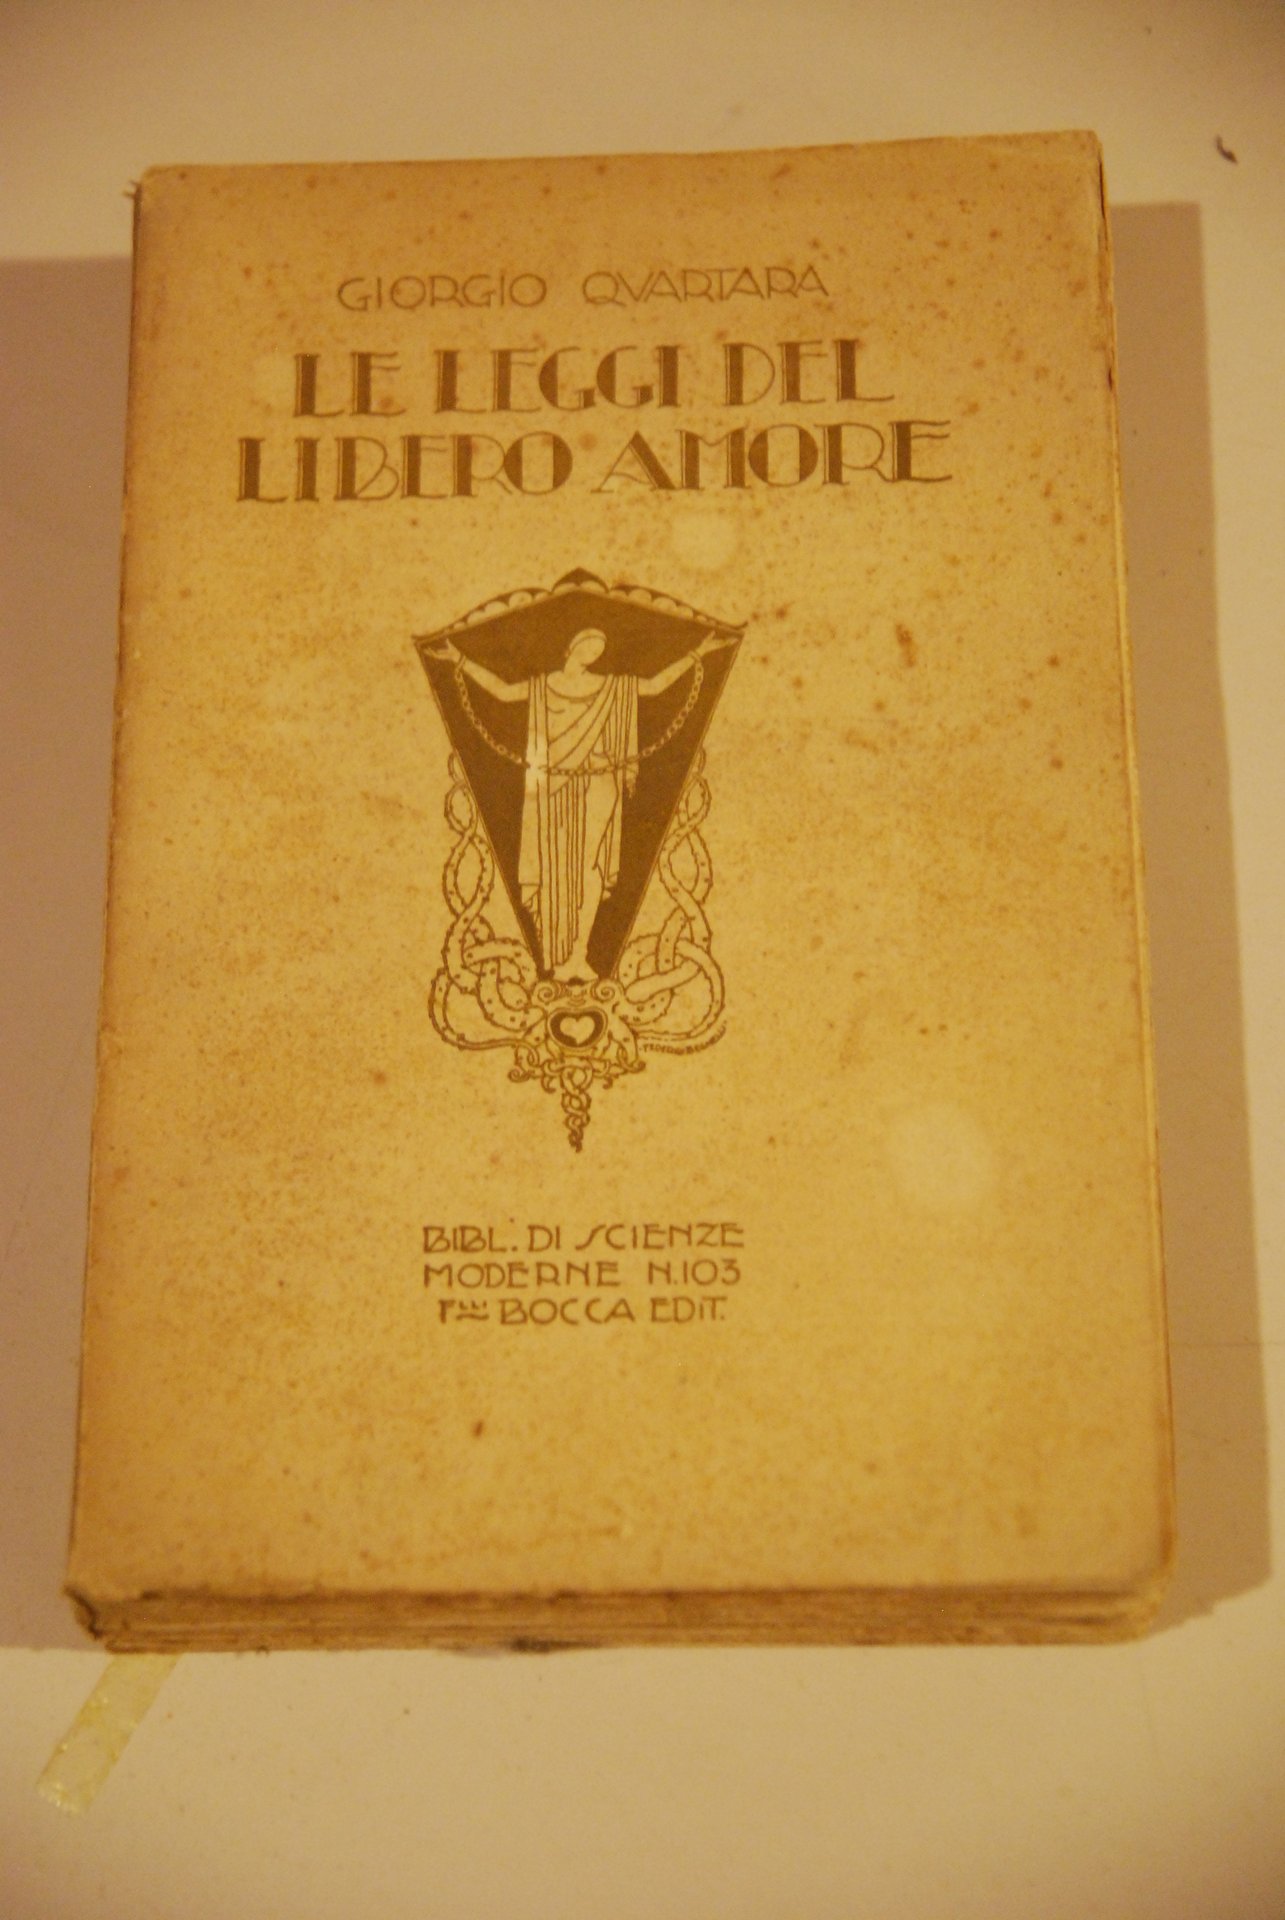 GIORGIO QVARTARA
LE LEGGI DEL
LIBERO AMORE
BIBL. DI SCIENZE
MODERNE N.103
F.LLI BOCCA EDIT.